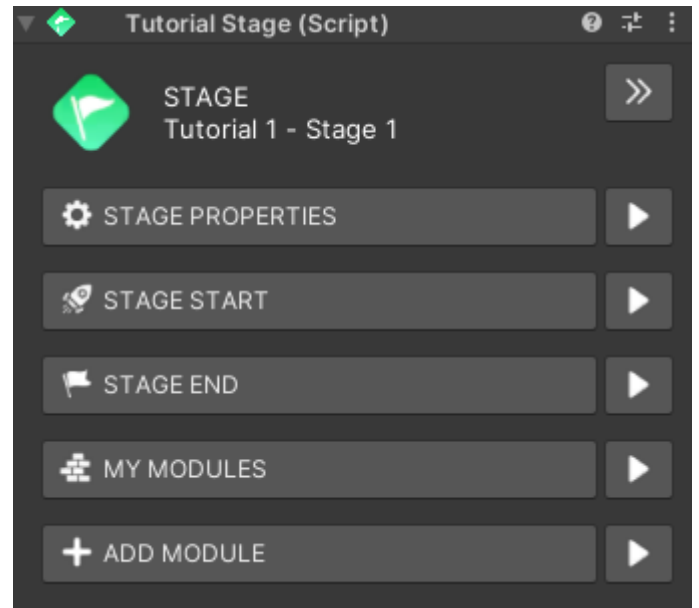 Tutorial Stage (Script)
STAGE
Tutorial 1 - Stage 1
STAGE PROPERTIES
STAGE START
STAGE END
MY MODULES
ADD MODULE